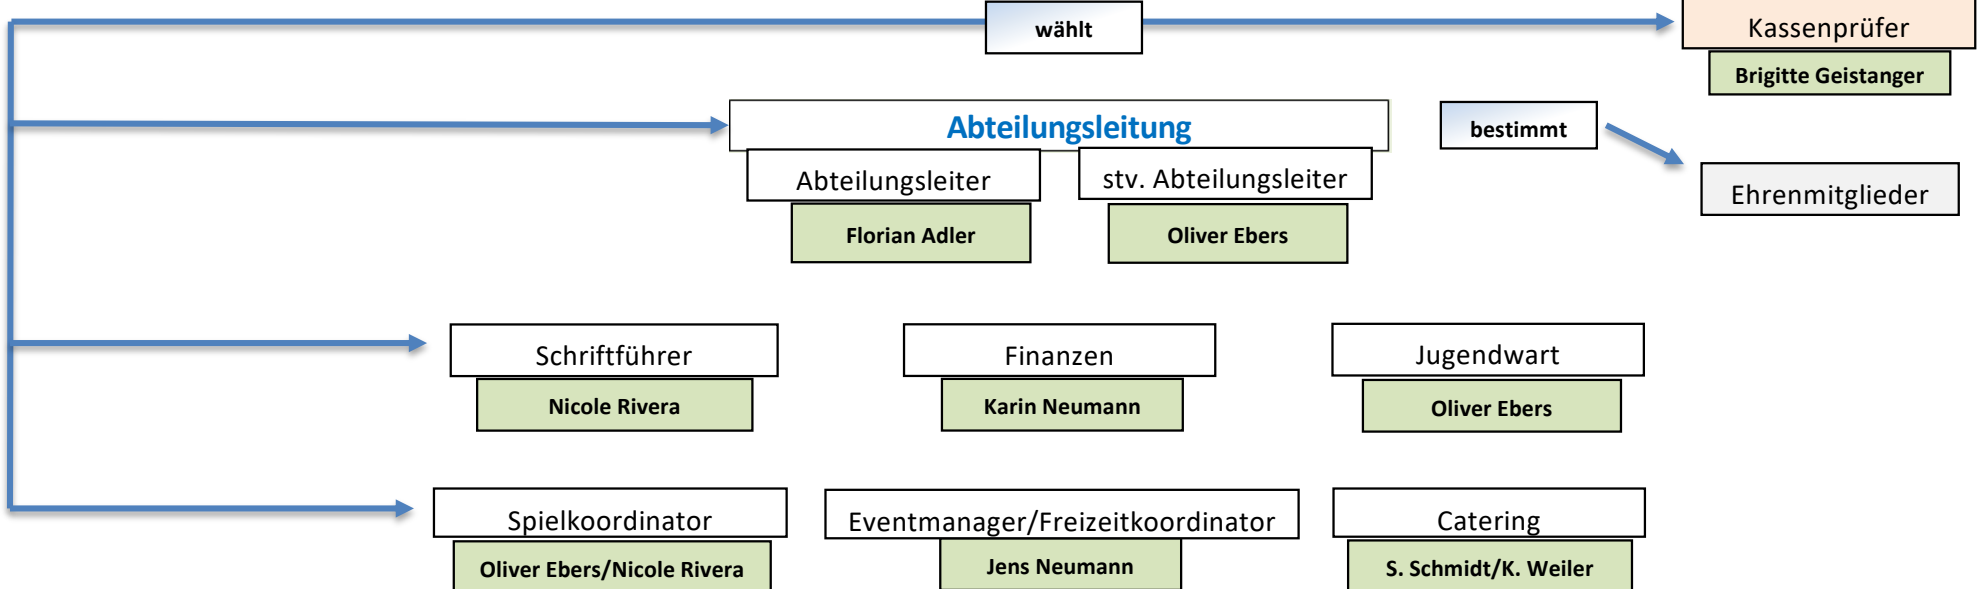 wählt
Kassenprüfer
Brigitte Geistanger
Abteilungsleitung
bestimmt
Abteilungsleiter
stv. Abteilungsleiter
Ehrenmitglieder
Florian Adler
Oliver Ebers
Schriftführer
Finanzen
Jugendwart
Nicole Rivera
Karin Neumann
Oliver Ebers
Spielkoordinator
Eventmanager/Freizeitkoordinator
Catering
Oliver Ebers/Nicole Rivera
Jens Neumann
S. Schmidt/K. Weiler